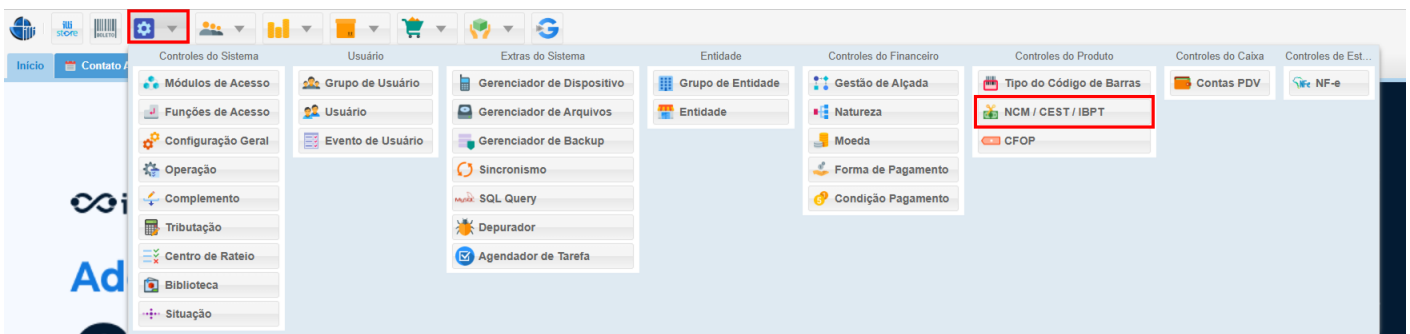 illi store
BOLETO
Início
Contato A
Controles do Sistema
Módulos de Acesso
Funções de Acesso
Configuração Geral
Operação
Complemento
Tributação
Centro de Rateio
Biblioteca
Situação
Usuário
Grupo de Usuário
Usuário
Evento de Usuário
Extras do Sistema
Gerenciador de Dispositivo
Gerenciador de Arquivos
Gerenciador de Backup
Sincronismo
SQL Query
Depurador
Agendador de Tarefa
Entidade
Grupo de Entidade
Entidade
Controles do Financeiro
Gestão de Alçada
Natureza
Moeda
Forma de Pagamento
Condição Pagamento
Controles do Produto
Tipo do Código de Barras
NCM / CEST / IBPT
CFOP
Controles do Caixa
Contas PDV
Controles de Est...
NF-e
Ad